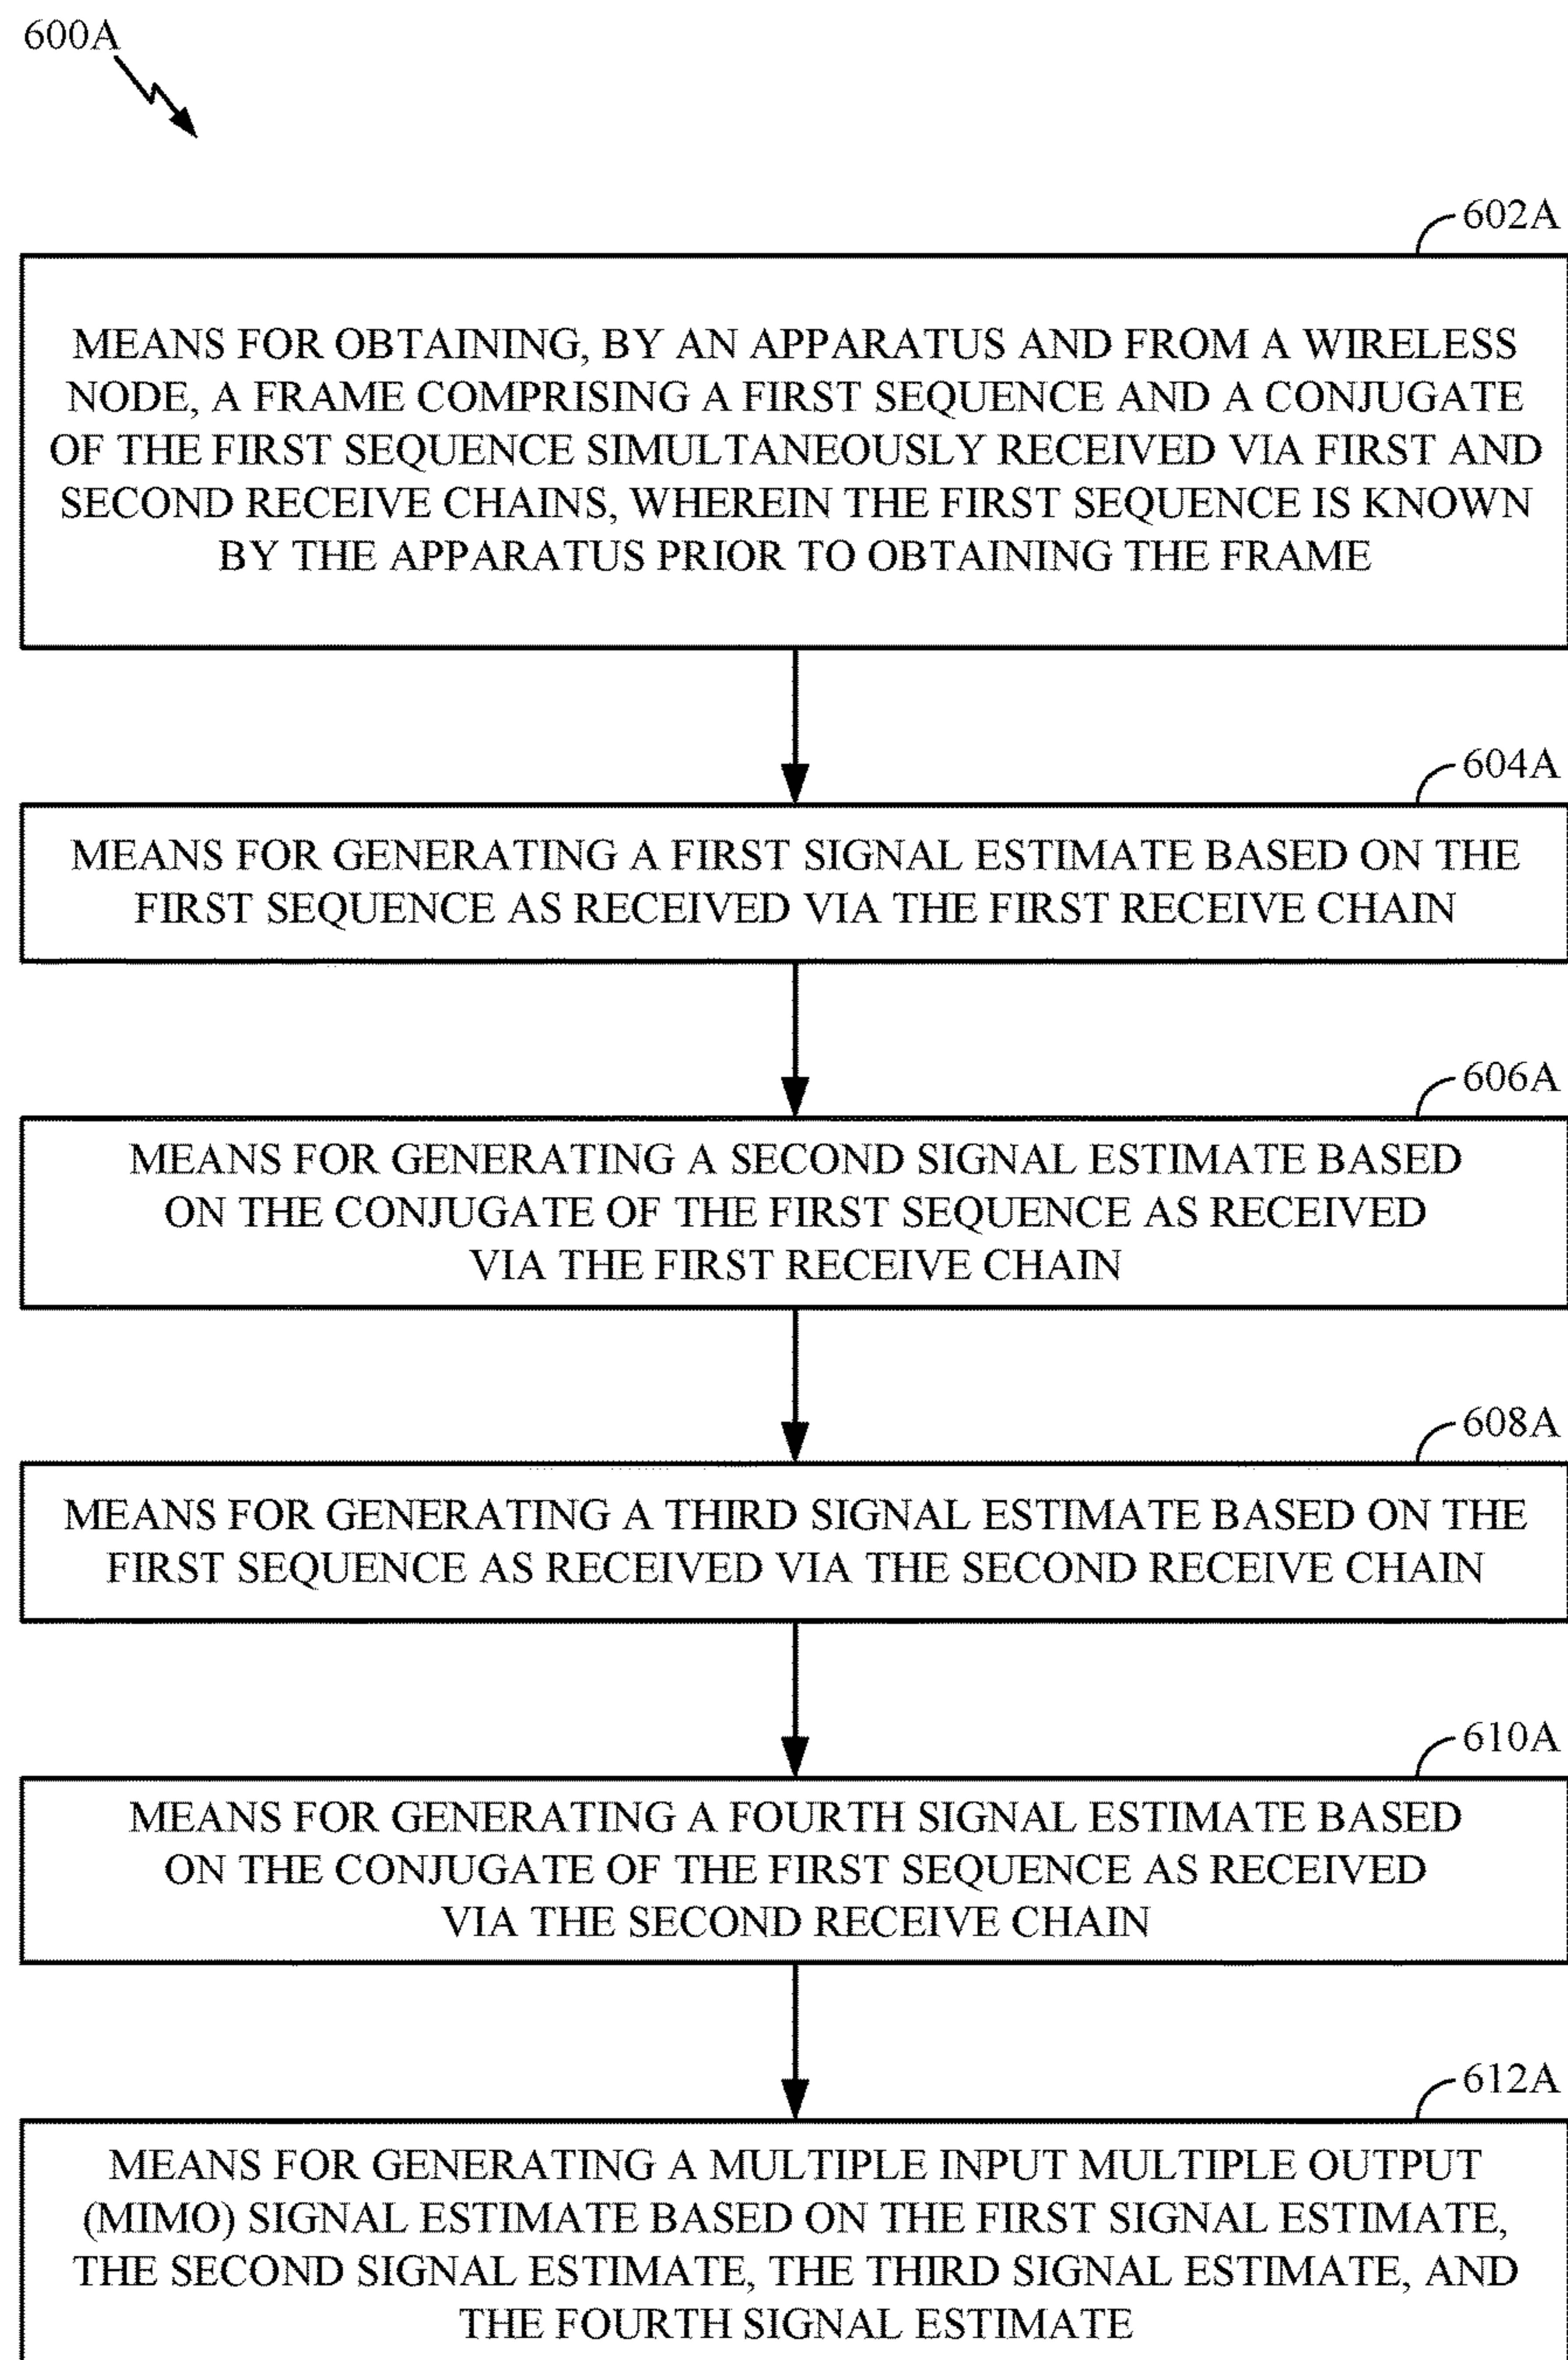 600A
602A
MEANS FOR OBTAINING, BY AN APPARATUS AND FROM A WIRELESS
NODE, A FRAME COMPRISING A FIRST SEQUENCE AND A CONJUGATE
OF THE FIRST SEQUENCE SIMULTANEOUSLY RECEIVED VIA FIRST AND
SECOND RECEIVE CHAINS, WHEREIN THE FIRST SEQUENCE IS KNOWN
BY THE APPARATUS PRIOR TO OBTAINING THE FRAME
604A
MEANS FOR GENERATING A FIRST SIGNAL ESTIMATE BASED ON THE
FIRST SEQUENCE AS RECEIVED VIA THE FIRST RECEIVE CHAIN
606A
MEANS FOR GENERATING A SECOND SIGNAL ESTIMATE BASED
ON THE CONJUGATE OF THE FIRST SEQUENCE AS RECEIVED
VIA THE FIRST RECEIVE CHAIN
608A
MEANS FOR GENERATING A THIRD SIGNAL ESTIMATE BASED ON THE
FIRST SEQUENCE AS RECEIVED VIA THE SECOND RECEIVE CHAIN
610A
MEANS FOR GENERATING A FOURTH SIGNAL ESTIMATE BASED
ON THE CONJUGATE OF THE FIRST SEQUENCE AS RECEIVED
VIA THE SECOND RECEIVE CHAIN
612A
MEANS FOR GENERATING A MULTIPLE INPUT MULTIPLE OUTPUT
(MIMO) SIGNAL ESTIMATE BASED ON THE FIRST SIGNAL ESTIMATE,
THE SECOND SIGNAL ESTIMATE, THE THIRD SIGNAL ESTIMATE, AND
THE FOURTH SIGNAL ESTIMATE